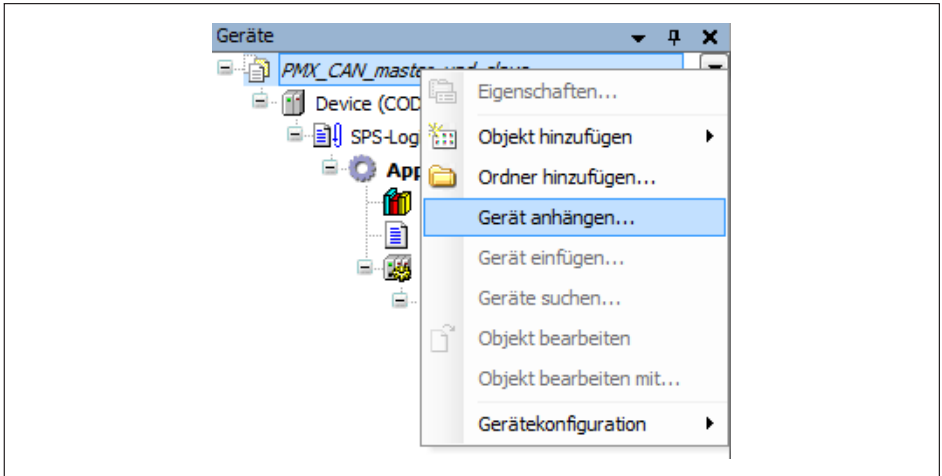 Geräte
PMX_CAN_master_und_slave
Device (COD
Eigenschaften...
SPS-Log
Objekt hinzufügen
App
Ordner hinzufügen...
Gerät anhängen...
Gerät einfügen...
Geräte suchen...
Objekt bearbeiten
Objekt bearbeiten mit...
Gerätekonfiguration